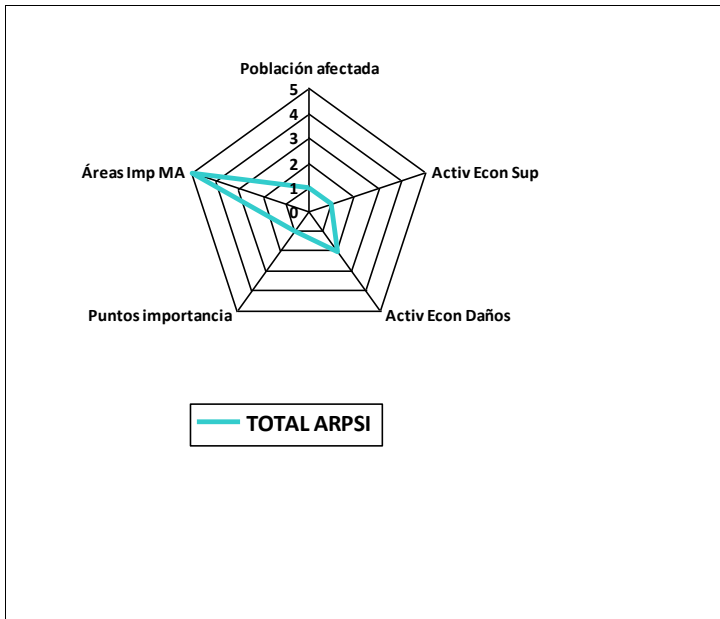 Población afectada
5
4
3
2
1
0
Áreas Imp MA
Activ Econ Sup
Puntos importancia
Activ Econ Daños
TOTAL ARPSI